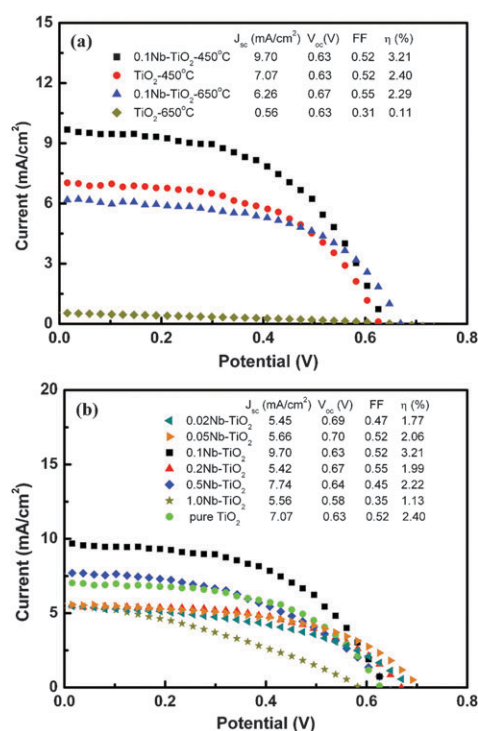 (a)
J_sc (mA/cm²) V_oc(V) FF η (%)
0.1Nb-TiO₂-450°C 9.70 0.63 0.52 3.21
TiO₂-450°C 7.07 0.63 0.52 2.40
0.1Nb-TiO₂-650°C 6.26 0.67 0.55 2.29
TiO₂-650°C 0.56 0.63 0.31 0.11
15
12
9
6
3
0
Current (mA/cm²)
0.0 0.2 0.4 0.6 0.8
Potential (V)
(b)
J_sc (mA/cm²) V_oc (V) FF η (%)
0.02Nb-TiO₂ 5.45 0.69 0.47 1.77
0.05Nb-TiO₂ 5.66 0.70 0.52 2.06
0.1Nb-TiO₂ 9.70 0.63 0.52 3.21
0.2Nb-TiO₂ 5.42 0.67 0.55 1.99
0.5Nb-TiO₂ 7.74 0.64 0.45 2.22
1.0Nb-TiO₂ 5.56 0.58 0.35 1.13
pure TiO₂ 7.07 0.63 0.52 2.40
20
15
10
5
0
Current (mA/cm²)
0.0 0.2 0.4 0.6 0.8
Potential (V)